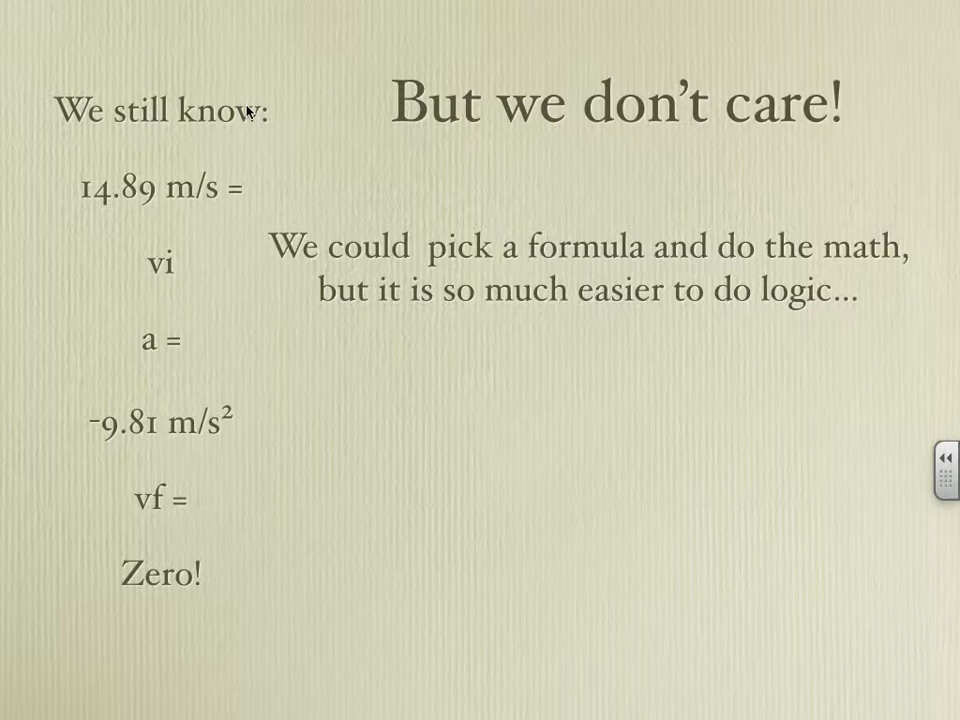 But we don't care!
We still know:
14.89 m/s =
vi
a =
-9.81 m/s²
vf =
Zero!
We could pick a formula and do the math,
but it is so much easier to do logic...